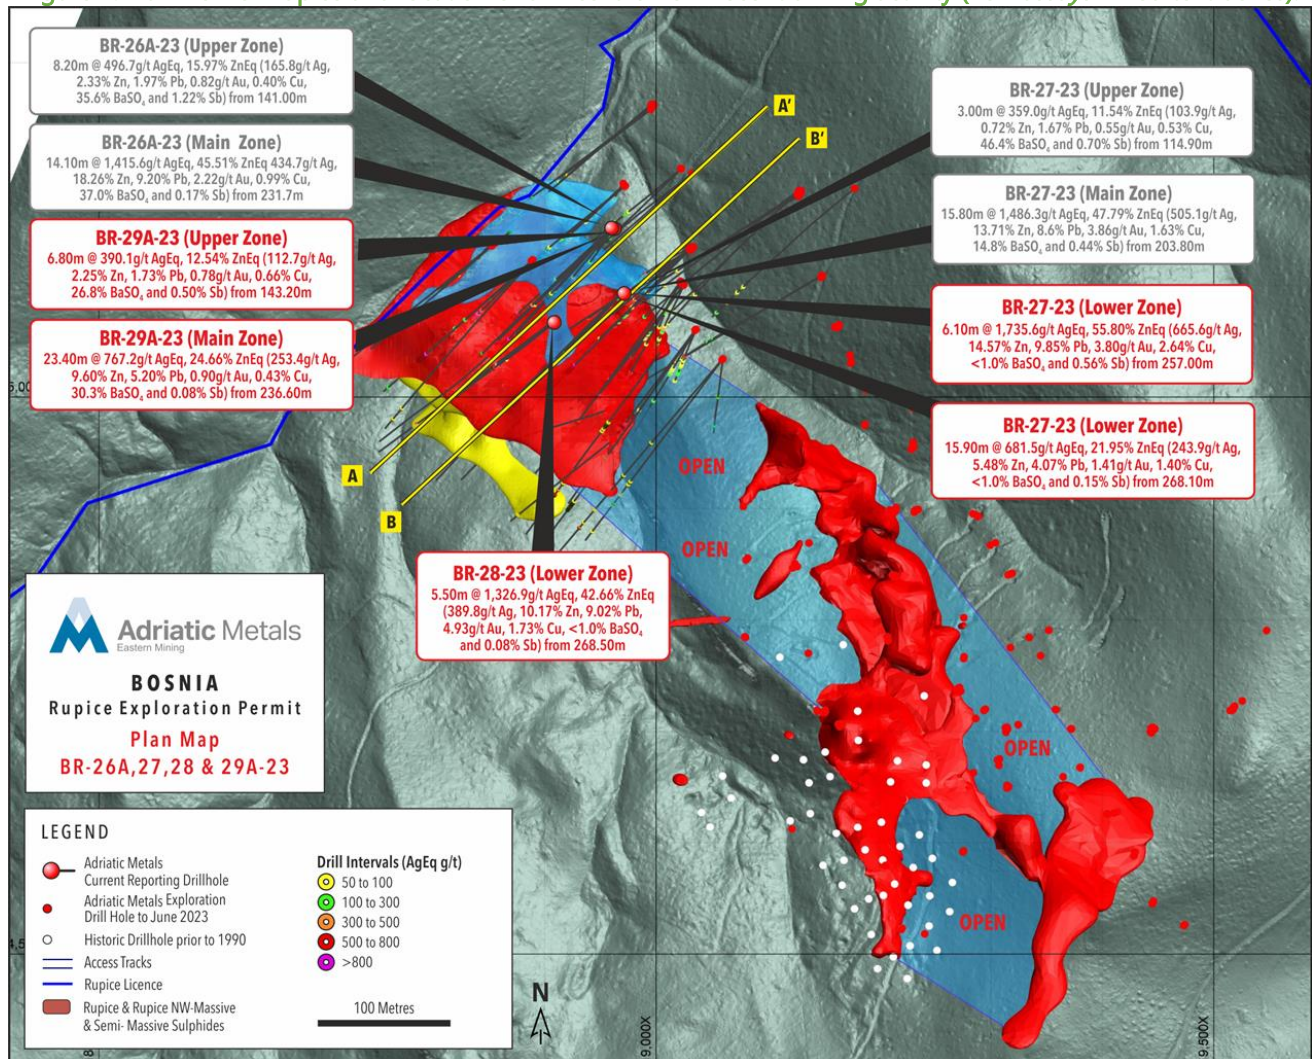 BR-26A-23 (Upper Zone)
8.20m @ 496.7g/t AgEq, 15.97% ZnEq (165.8g/t Ag,
2.33% Zn, 1.97% Pb, 0.82g/t Au, 0.40% Cu,
35.6% BaSO₄ and 1.22% Sb) from 141.00m
BR-26A-23 (Main Zone)
14.10m @ 1,415.6g/t AgEq, 45.51% ZnEq 434.7g/t Ag,
18.26% Zn, 9.20% Pb, 2.22g/t Au, 0.99% Cu,
37.0% BaSO₄ and 0.17% Sb) from 231.7m
BR-29A-23 (Upper Zone)
6.80m @ 390.1g/t AgEq, 12.54% ZnEq (112.7g/t Ag,
2.25% Zn, 1.73% Pb, 0.78g/t Au, 0.66% Cu,
26.8% BaSO₄ and 0.50% Sb) from 143.20m
BR-29A-23 (Main Zone)
23.40m @ 767.2g/t AgEq, 24.66% ZnEq (253.4g/t Ag,
9.60% Zn, 5.20% Pb, 0.90g/t Au, 0.43% Cu,
30.3% BaSO₄ and 0.08% Sb) from 236.60m
BR-27-23 (Upper Zone)
3.00m @ 359.0g/t AgEq, 11.54% ZnEq (103.9g/t Ag,
0.72% Zn, 1.67% Pb, 0.55g/t Au, 0.53% Cu,
46.4% BaSO₄ and 0.70% Sb) from 114.90m
BR-27-23 (Main Zone)
15.80m @ 1,486.3g/t AgEq, 47.79% ZnEq (505.1g/t Ag,
13.71% Zn, 8.6% Pb, 3.86g/t Au, 1.63% Cu,
14.8% BaSO₄ and 0.44% Sb) from 203.80m
BR-27-23 (Lower Zone)
6.10m @ 1,735.6g/t AgEq, 55.80% ZnEq (665.6g/t Ag,
14.57% Zn, 9.85% Pb, 3.80g/t Au, 2.64% Cu,
<1.0% BaSO₄ and 0.56% Sb) from 257.00m
BR-27-23 (Lower Zone)
15.90m @ 681.5g/t AgEq, 21.95% ZnEq (243.9g/t Ag,
5.48% Zn, 4.07% Pb, 1.41g/t Au, 1.40% Cu,
<1.0% BaSO₄ and 0.15% Sb) from 268.10m
A'
B'
A
B
OPEN
OPEN
BR-28-23 (Lower Zone)
5.50m @ 1,326.9g/t AgEq, 42.66% ZnEq
(389.8g/t Ag, 10.17% Zn, 9.02% Pb,
4.93g/t Au, 1.73% Cu, <1.0% BaSO₄
and 0.08% Sb) from 268.50m
OPEN
OPEN
Adriatic Metals
Eastern Mining
BOSNIA
Rupice Exploration Permit
Plan Map
BR-26A,27,28 & 29A-23
LEGEND
Adriatic Metals
Current Reporting Drillhole
Adriatic Metals Exploration
Drill Hole to June 2023
Historic Drillhole prior to 1990
Access Tracks
Rupice Licence
Rupice & Rupice NW-Massive
& Semi- Massive Sulphides
Drill Intervals (AgEq g/t)
50 to 100
100 to 300
300 to 500
500 to 800
>800
100 Metres
N
9,000X
9,500X